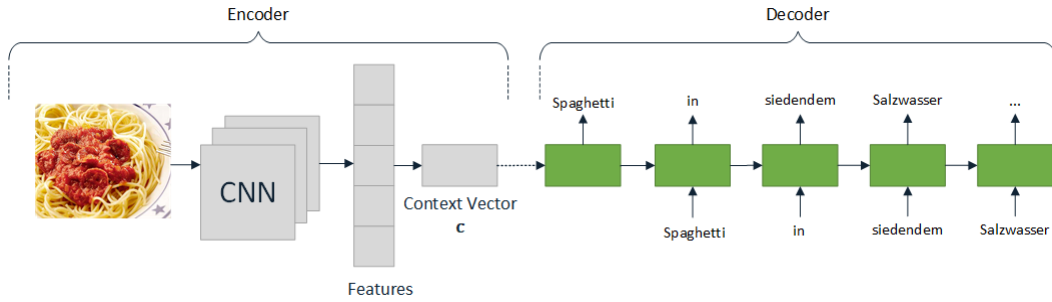 Encoder
Decoder
Spaghetti
in
siedendem
Salzwasser
...
CNN
Context Vector
c
Spaghetti
in
siedendem
Salzwasser
Features